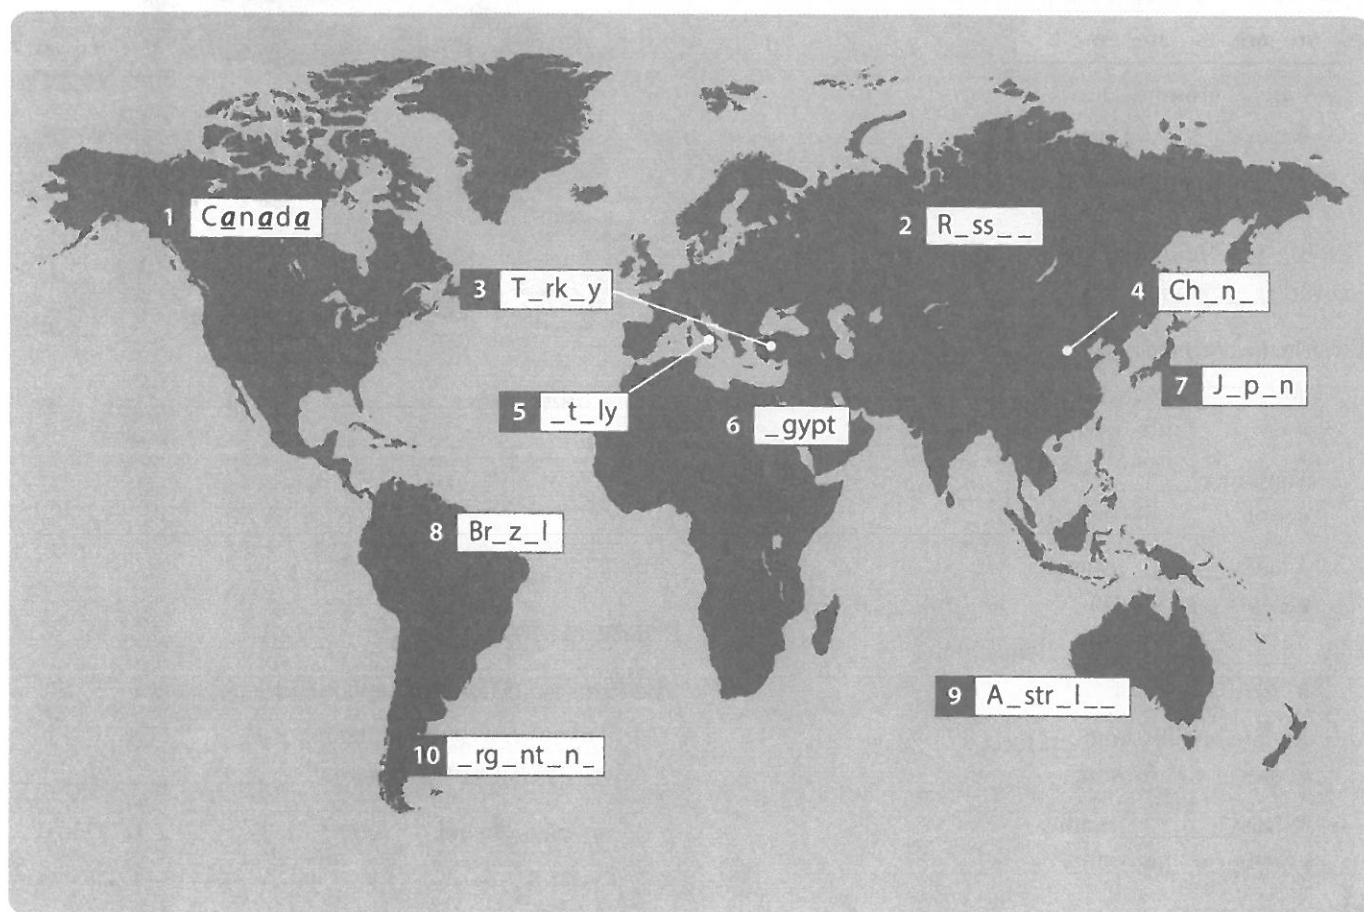 1 Canada
2 R_ss__
3 T_rk_y
4 Ch_n_
5 _t_ly
6 _gypt
7 J_p_n
8 Br_z_l
9 A_str_l__
10 _rg_nt_n_